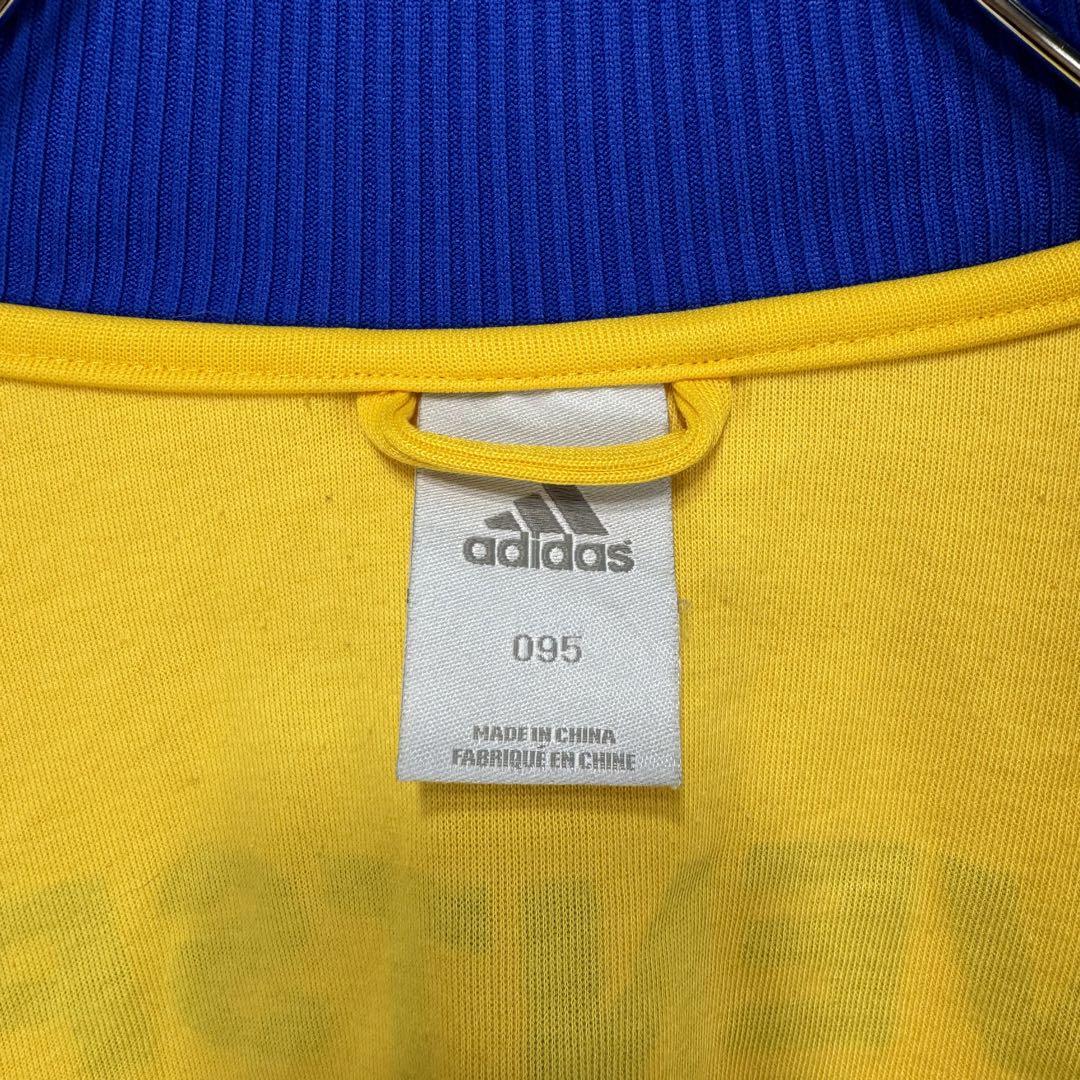 adidas
095
MADE IN CHINA
FABRIQUÉ EN CHINE